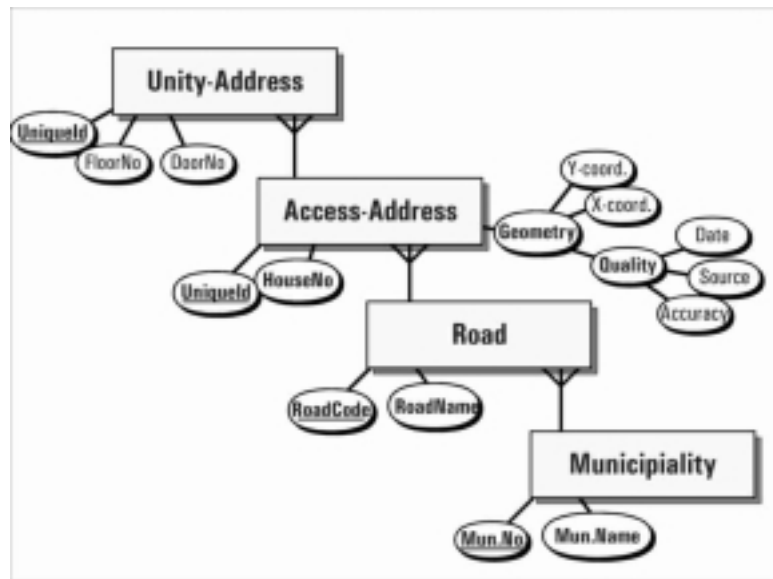 Unity-Address
UniqueId
FloorNo
DoorNo
Y-coord.
X-coord.
Access-Address
Geometry
Date
Quality
Source
UniqueId
HouseNo
Accuracy
Road
RoadCode
RoadName
Municipiality
Mun.No
Mun.Name